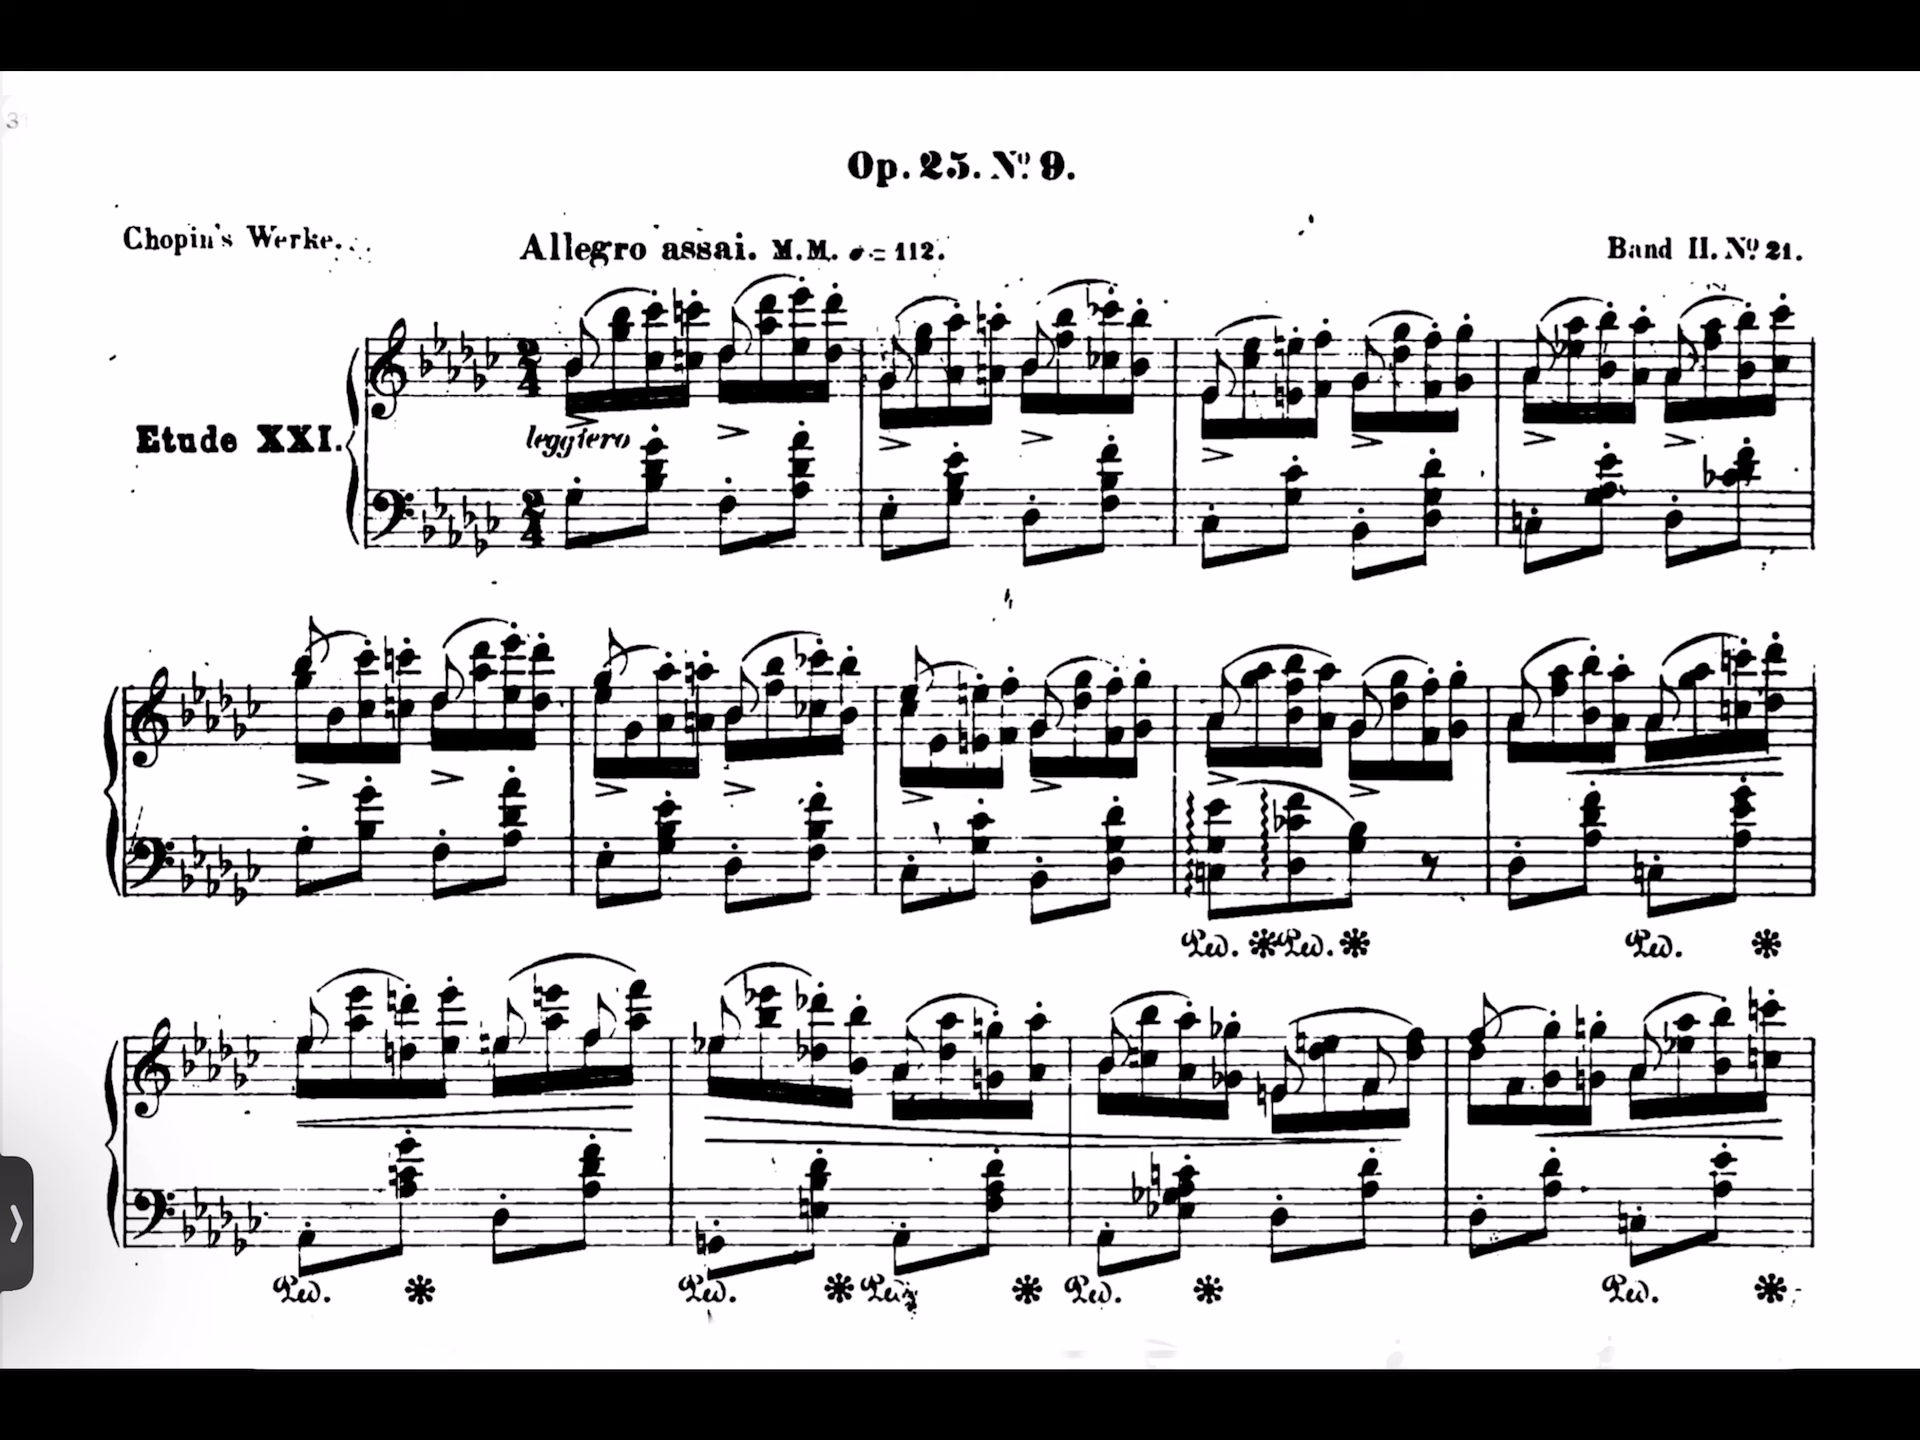 3
Op. 25. Nº 9.
Chopin's Werke.
Allegro assai. M.M. ♩= 112.
Band II. Nº 21.
Etude XXI.
leggiero
Ped. * Ped. * Ped. *
Ped. * Ped. * Ped. * Ped. * Ped. *